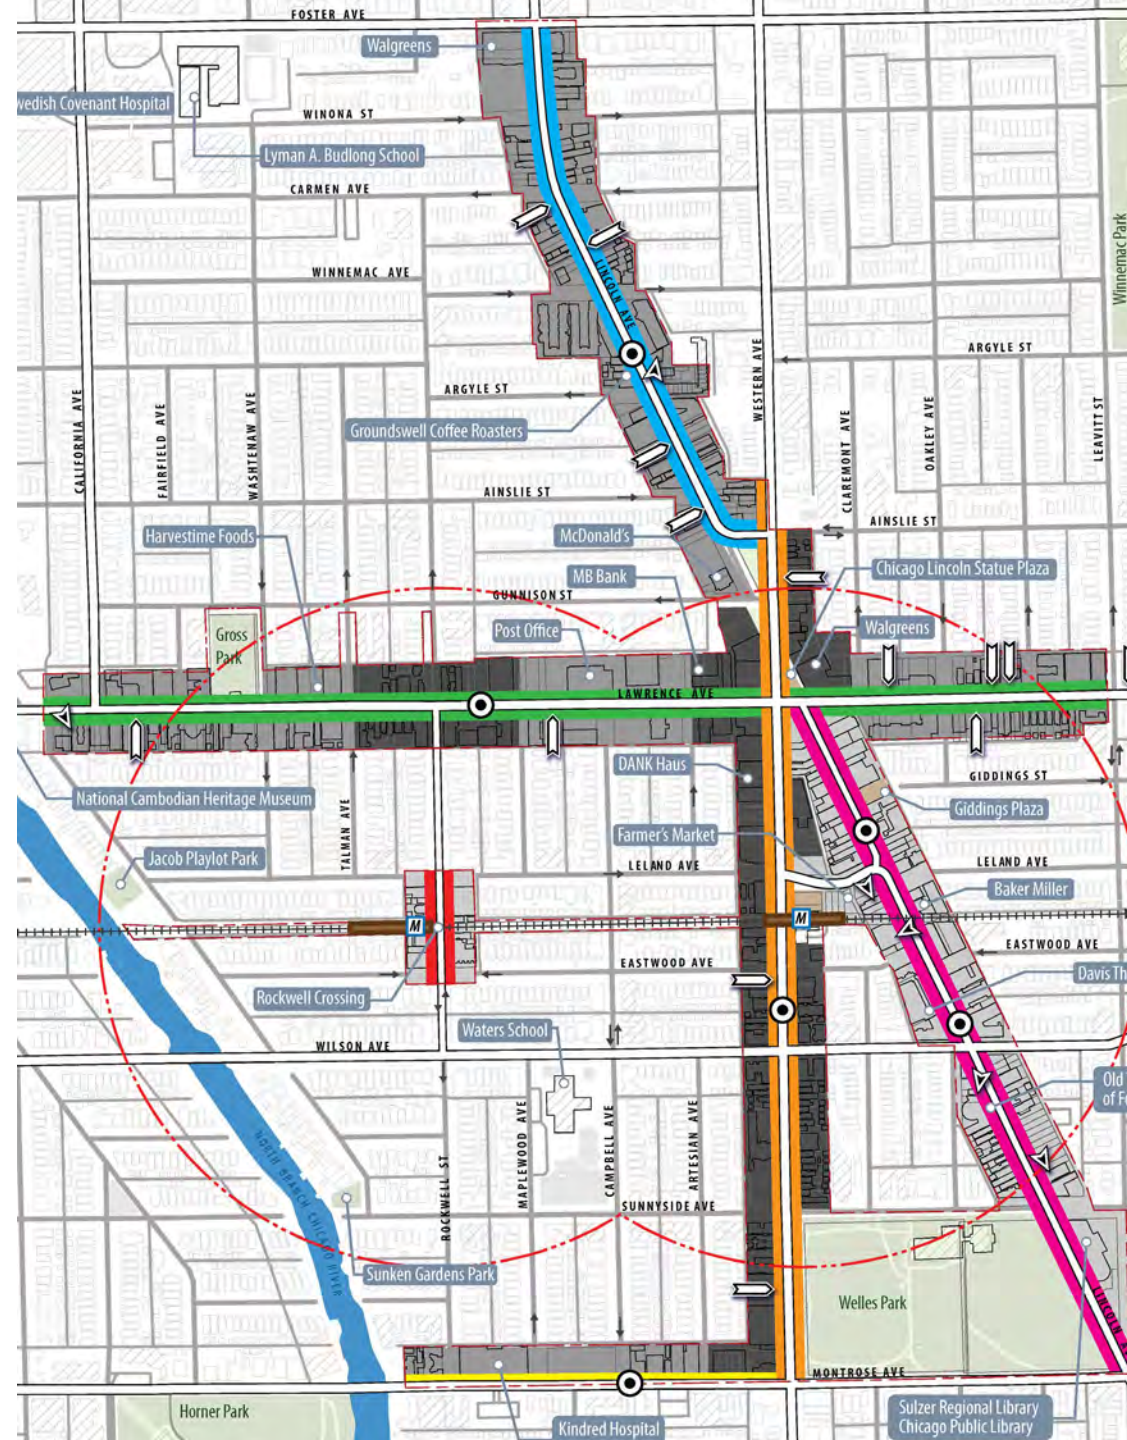 FOSTER AVE
Walgreens
wedish Covenant Hospital
WINONA ST
Lyman A. Budlong School
CARMEN AVE
Winnemac Park
WINNEMAC AVE
LINCOLN AVE
ARGYLE ST
WESTERN AVE
ARGYLE ST
CALIFORNIA AVE
FAIRFIELD AVE
WASHTENAW AVE
CLAREMONT AVE
OAKLEY AVE
LEAVITT ST
Groundswell Coffee Roasters
AINSLIE ST
AINSLIE ST
Harvestime Foods
McDonald's
Chicago Lincoln Statue Plaza
MB Bank
GUNNISON ST
Post Office
Walgreens
Gross
Park
LAWRENCE AVE
DANK Haus
GIDDINGS ST
National Cambodian Heritage Museum
Giddings Plaza
TALMAN AVE
Farmer's Market
Jacob Playlot Park
LELAND AVE
LELAND AVE
Baker Miller
M
M
EASTWOOD AVE
EASTWOOD AVE
Davis Th
Rockwell Crossing
Waters School
WILSON AVE
Old
of F
NORTH BRANCH CHICAGO RIVER
ROCKWELL ST
MAPLEWOOD AVE
CAMPBELL AVE
ARTESIAN AVE
SUNNYSIDE AVE
Sunken Gardens Park
Welles Park
LINCOLN A
MONTROSE AVE
Horner Park
Kindred Hospital
Sulzer Regional Library
Chicago Public Library